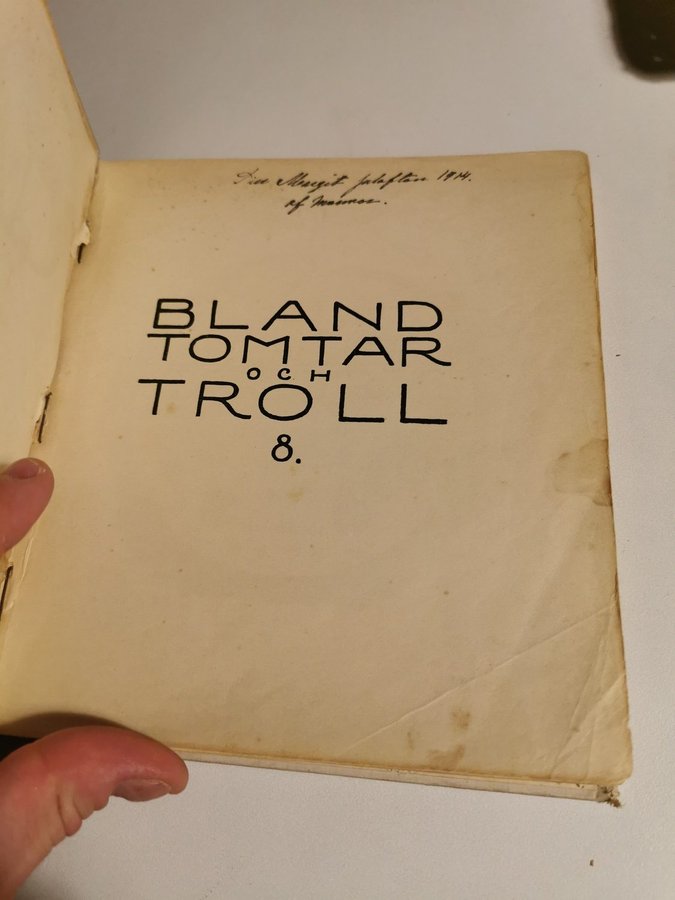 Till Margit julafton 1914.
af mamma.
BLAND
TOMTAR
OCH
TROLL
8.